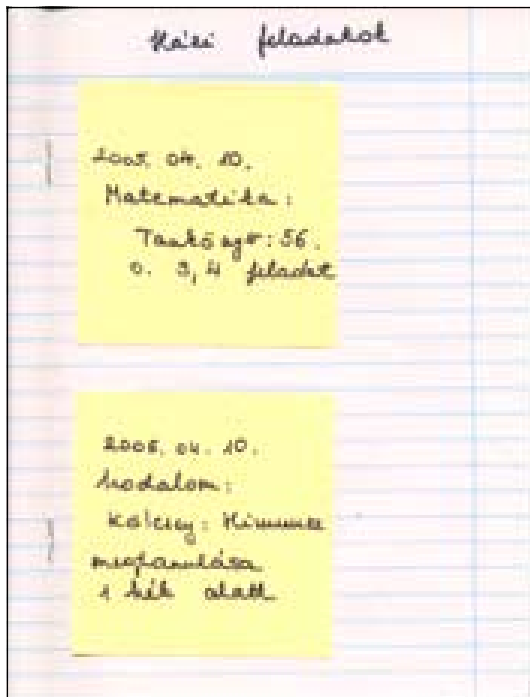 Házi feladatok
2005. 04. 10.
Matematika:
Tankönyv: 56.
o. 3, 4 feladat
2005. 04. 10.
Irodalom:
Kölcsey: Himnusz
megtanulása
1 hét alatt